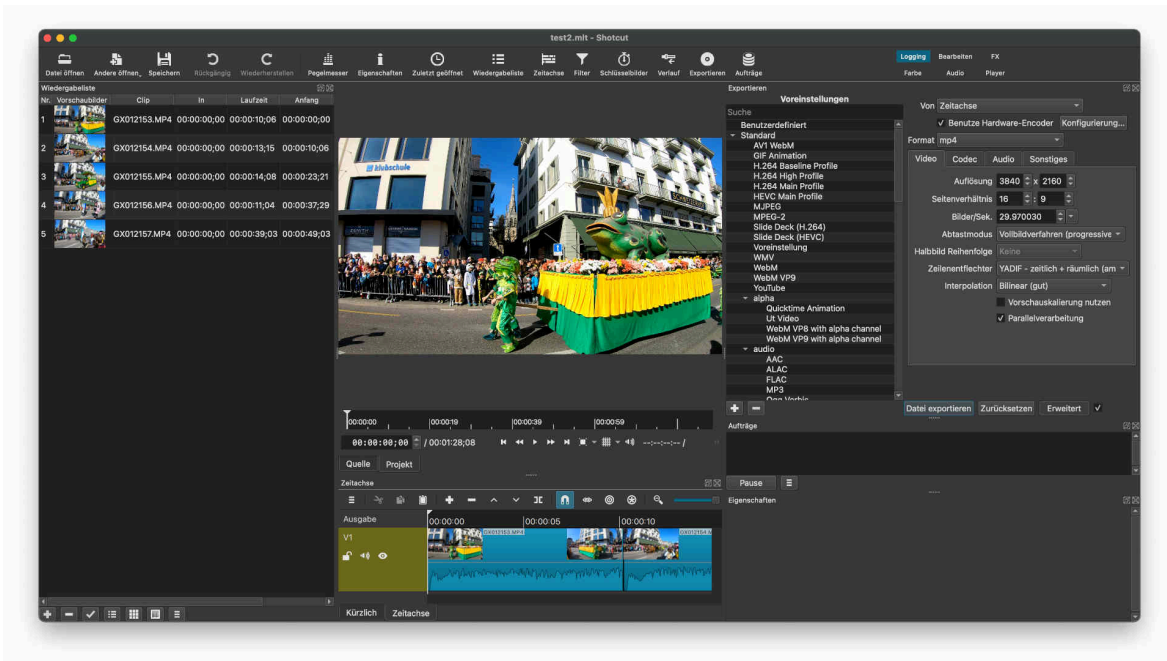 test2.mlt - Shotcut
Datei öffnen Andere öffnen_ Speichern Rückgängig Wiederherstellen Pegelmesser Eigenschaften Zuletzt geöffnet Wiedergabeliste Zeitachse Filter Schlüsselbilder Verlauf Exportieren Aufträge
Logging Bearbeiten FX
Farbe Audio Player
Wiedergabeliste
Nr. Vorschaubilder Clip In Laufzeit Anfang
1 GX012153.MP4 00:00:00;00 00:00:10;06 00:00:00;00
2 GX012154.MP4 00:00:00;00 00:00:13;15 00:00:10;06
3 GX012155.MP4 00:00:00;00 00:00:14;08 00:00:23;21
4 GX012156.MP4 00:00:00;00 00:00:11;04 00:00:37;29
5 GX012157.MP4 00:00:00;00 00:00:39;03 00:00:49;03
klubschule
00:00:00 00:00:19 00:00:39 00:00:59
00:00:00;00 / 00:01:28;08 --:--:--:-- /
Quelle Projekt
Zeitachse
Ausgabe
00:00:00 00:00:05 00:00:10
V1
GX012153.MP4
Kürzlich Zeitachse
Exportieren
Voreinstellungen
Suche
Benutzerdefiniert
Standard
AV1 WebM
GIF Animation
H.264 Baseline Profile
H.264 High Profile
H.264 Main Profile
HEVC Main Profile
MJPEG
MPEG-2
Slide Deck (H.264)
Slide Deck (HEVC)
Voreinstellung
WMV
WebM
WebM VP9
YouTube
alpha
Quicktime Animation
Ut Video
WebM VP8 with alpha channel
WebM VP9 with alpha channel
audio
AAC
ALAC
FLAC
MP3
Ogg Vorbis
Von Zeitachse
Benutze Hardware-Encoder Konfigurierung...
Format mp4
Video Codec Audio Sonstiges
Auflösung 3840 x 2160
Seitenverhältnis 16 : 9
Bilder/Sek. 29.970030
Abtastmodus Vollbildverfahren (progressive
Halbbild Reihenfolge Keine
Zeilenentflechter YADIF - zeitlich + räumlich (am
Interpolation Bilinear (gut)
Vorschauskalierung nutzen
Parallelverarbeitung
Datei exportieren Zurücksetzen Erweitert
Aufträge
Pause
Eigenschaften